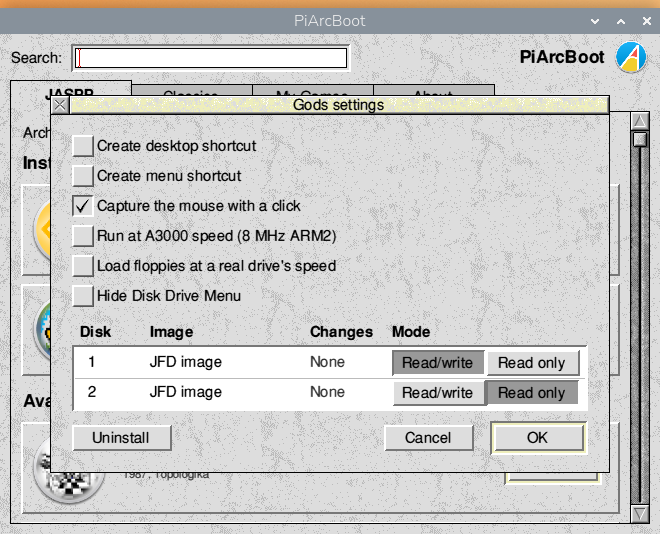 PiArcBoot
Search:
PiArcBoot
JASPP Classics My Games About
Gods settings
Arch
Inst
Create desktop shortcut
Create menu shortcut
Capture the mouse with a click
Run at A3000 speed (8 MHz ARM2)
Load floppies at a real drive's speed
Hide Disk Drive Menu
Disk Image Changes Mode
1 JFD image None Read/write Read only
2 JFD image None Read/write Read only
Ava
Uninstall Cancel OK
1987, Topologika